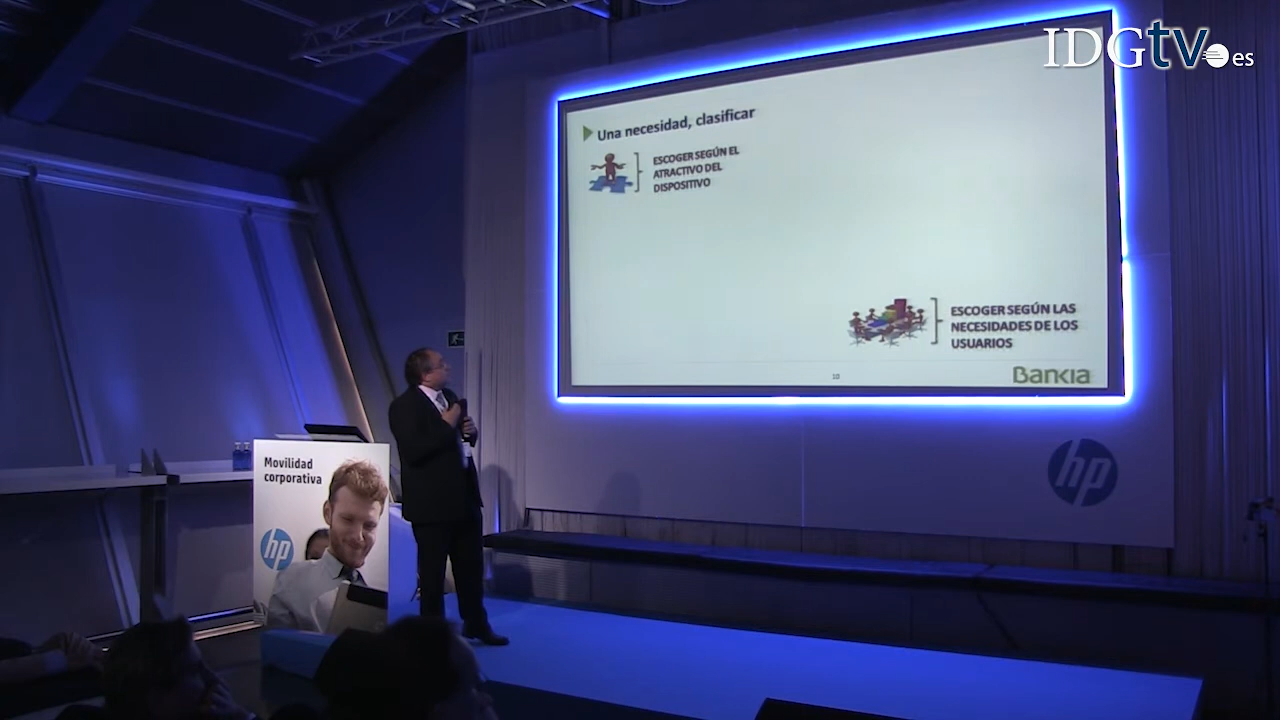 IDGtv.es
Una necesidad, clasificar
ESCOGER SEGÚN EL
ATRACTIVO DEL
DISPOSITIVO
ESCOGER SEGÚN LAS
NECESIDADES DE LOS
USUARIOS
10
Bankia
hp
Movilidad
corporativa
hp